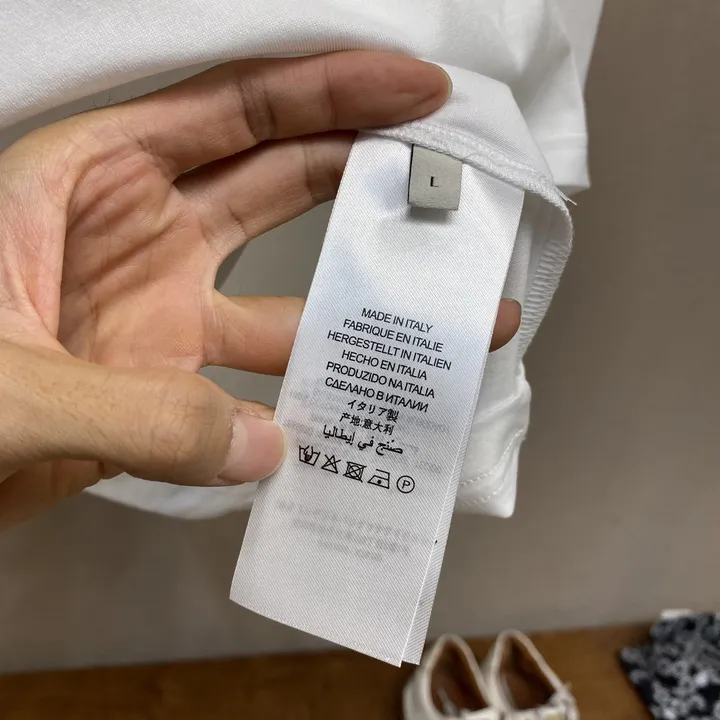 L
MADE IN ITALY
FABRIQUE EN ITALIE
HERGESTELLT IN ITALIEN
HECHO EN ITALIA
PRODUZIDO NA ITALIA
СДЕЛАНО В ИТАЛИИ
イタリア製
产地:意大利
صنع في إيطاليا
P